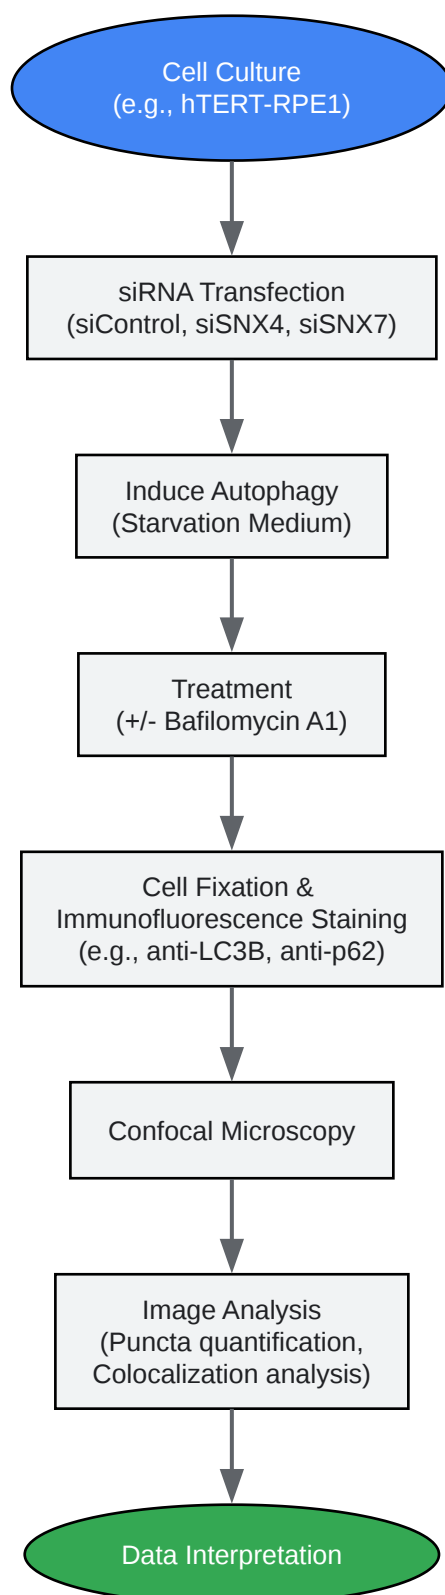 Cell Culture
(e.g., hTERT-RPE1)
siRNA Transfection
(siControl, siSNX4, siSNX7)
Induce Autophagy
(Starvation Medium)
Treatment
(+/- Bafilomycin A1)
Cell Fixation &
Immunofluorescence Staining
(e.g., anti-LC3B, anti-p62)
Confocal Microscopy
Image Analysis
(Puncta quantification,
Colocalization analysis)
Data Interpretation